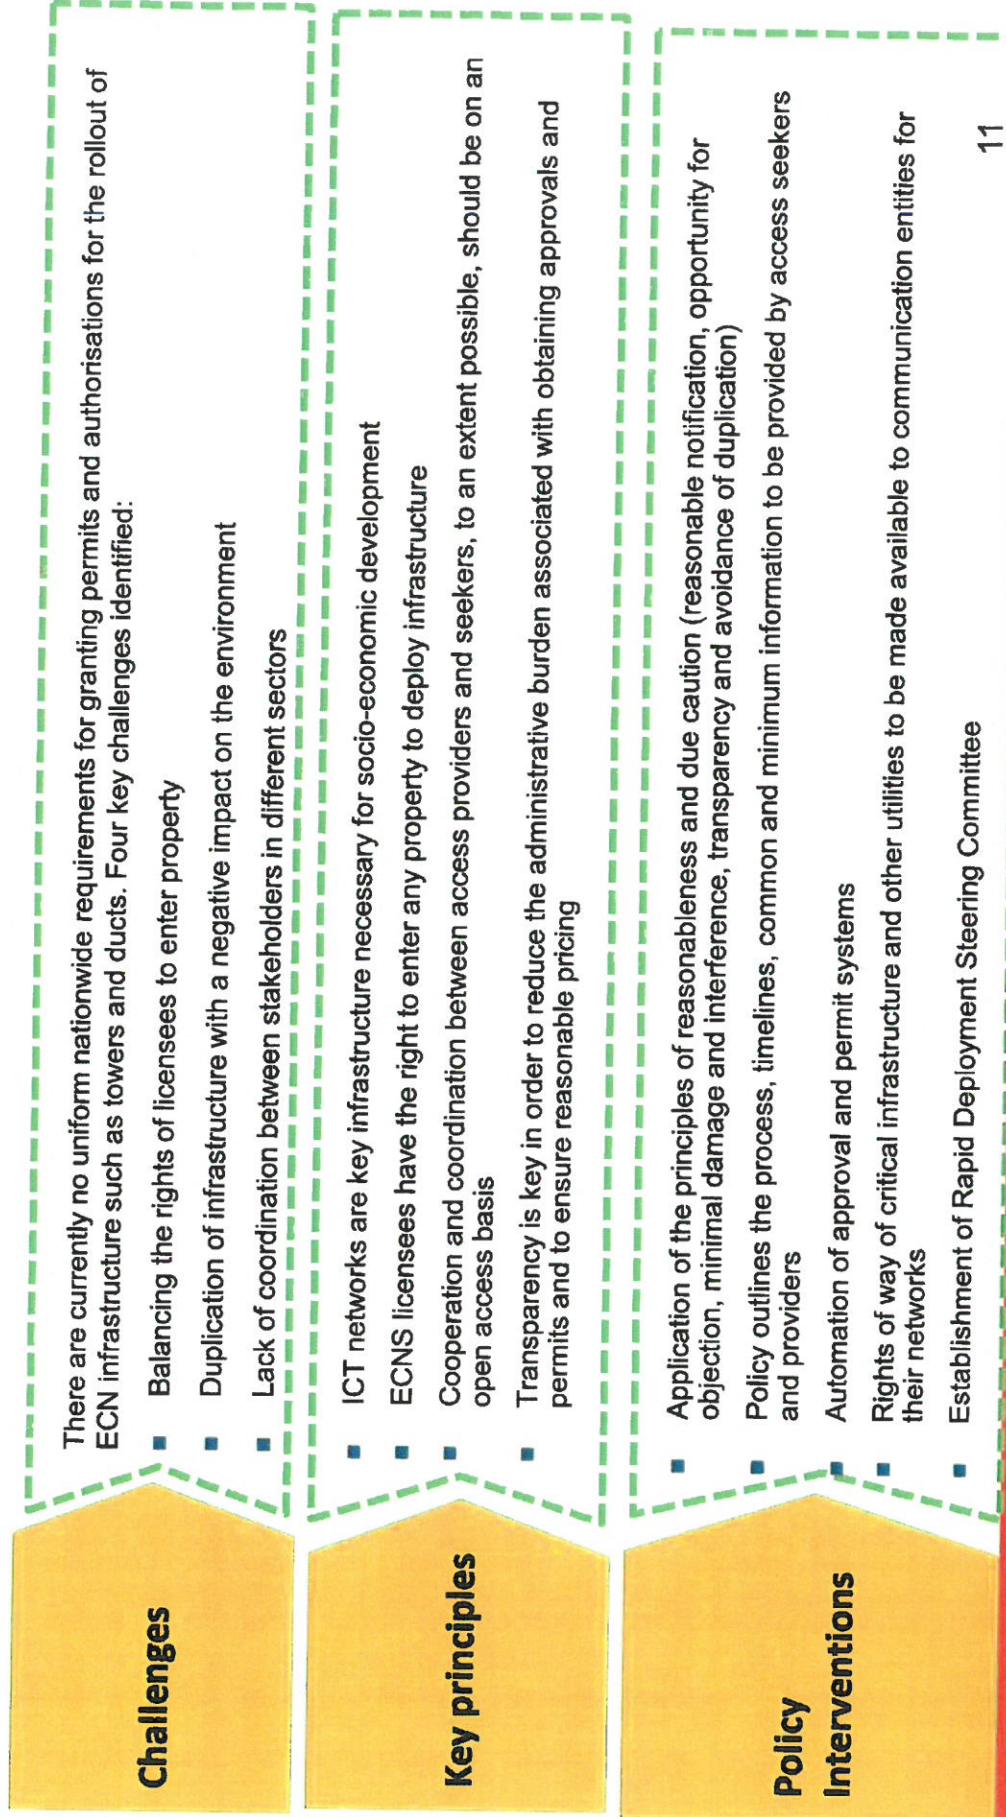 Challenges
There are currently no uniform nationwide requirements for granting permits and authorisations for the rollout of
ECN infrastructure such as towers and ducts. Four key challenges identified:
Balancing the rights of licensees to enter property
Duplication of infrastructure with a negative impact on the environment
Lack of coordination between stakeholders in different sectors
Key principles
ICT networks are key infrastructure necessary for socio-economic development
ECNS licensees have the right to enter any property to deploy infrastructure
Cooperation and coordination between access providers and seekers, to an extent possible, should be on an
open access basis
Transparency is key in order to reduce the administrative burden associated with obtaining approvals and
permits and to ensure reasonable pricing
Policy
Interventions
Application of the principles of reasonableness and due caution (reasonable notification, opportunity for
objection, minimal damage and interference, transparency and avoidance of duplication)
Policy outlines the process, timelines, common and minimum information to be provided by access seekers
and providers
Automation of approval and permit systems
Rights of way of critical infrastructure and other utilities to be made available to communication entities for
their networks
Establishment of Rapid Deployment Steering Committee
11